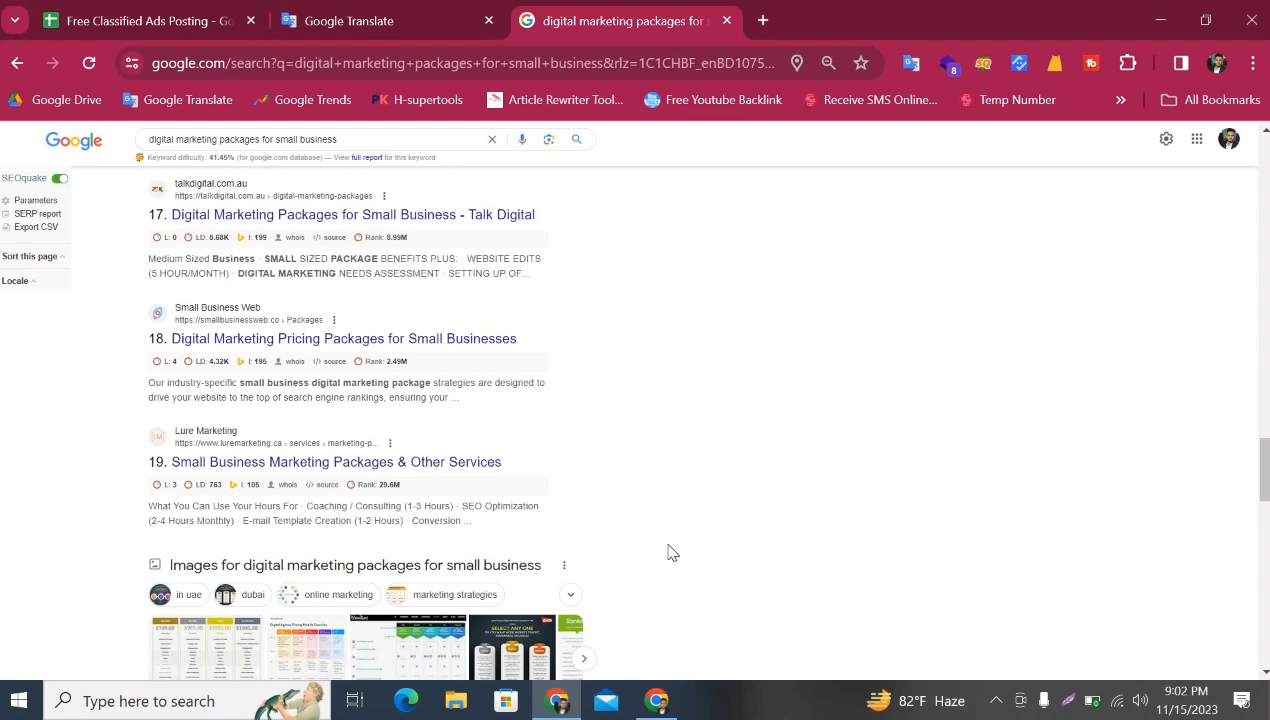 Free Classified Ads Posting - Go
Google Translate
digital marketing packages for s
google.com/search?q=digital+marketing+packages+for+small+business&rlz=1C1CHBF_enBD1075...
8
Google Drive
Google Translate
Google Trends
H-supertools
Article Rewriter Tool...
Free Youtube Backlink
Receive SMS Online...
Temp Number
»
All Bookmarks
Google
digital marketing packages for small business
Keyword difficulty: 41.45% (for google.com database) — View full report for this keyword
SEOquake
Parameters
SERP report
Export CSV
Sort this page
Locale
talkdigital.com.au
https://talkdigital.com.au › digital-marketing-packages
17. Digital Marketing Packages for Small Business - Talk Digital
L: 0 LD: 8.68K I: 199 whois </> source Rank: 8.99M
Medium Sized Business · SMALL SIZED PACKAGE BENEFITS PLUS: · WEBSITE EDITS
(5 HOUR/MONTH) · DIGITAL MARKETING NEEDS ASSESSMENT · SETTING UP OF...
Small Business Web
https://smallbusinessweb.co › Packages
18. Digital Marketing Pricing Packages for Small Businesses
L: 4 LD: 4.32K I: 195 whois </> source Rank: 2.49M
Our industry-specific small business digital marketing package strategies are designed to
drive your website to the top of search engine rankings, ensuring your ...
Lure Marketing
https://www.luremarketing.ca › services › marketing-p...
19. Small Business Marketing Packages & Other Services
L: 3 LD: 763 I: 105 whois </> source Rank: 29.6M
What You Can Use Your Hours For · Coaching / Consulting (1-3 Hours) · SEO Optimization
(2-4 Hours Monthly) · E-mail Template Creation (1-2 Hours) · Conversion ...
Images for digital marketing packages for small business
in uae
dubai
online marketing
marketing strategies
SELECT ANY ONE
Type here to search
82°F Haze
9:02 PM
11/15/2023